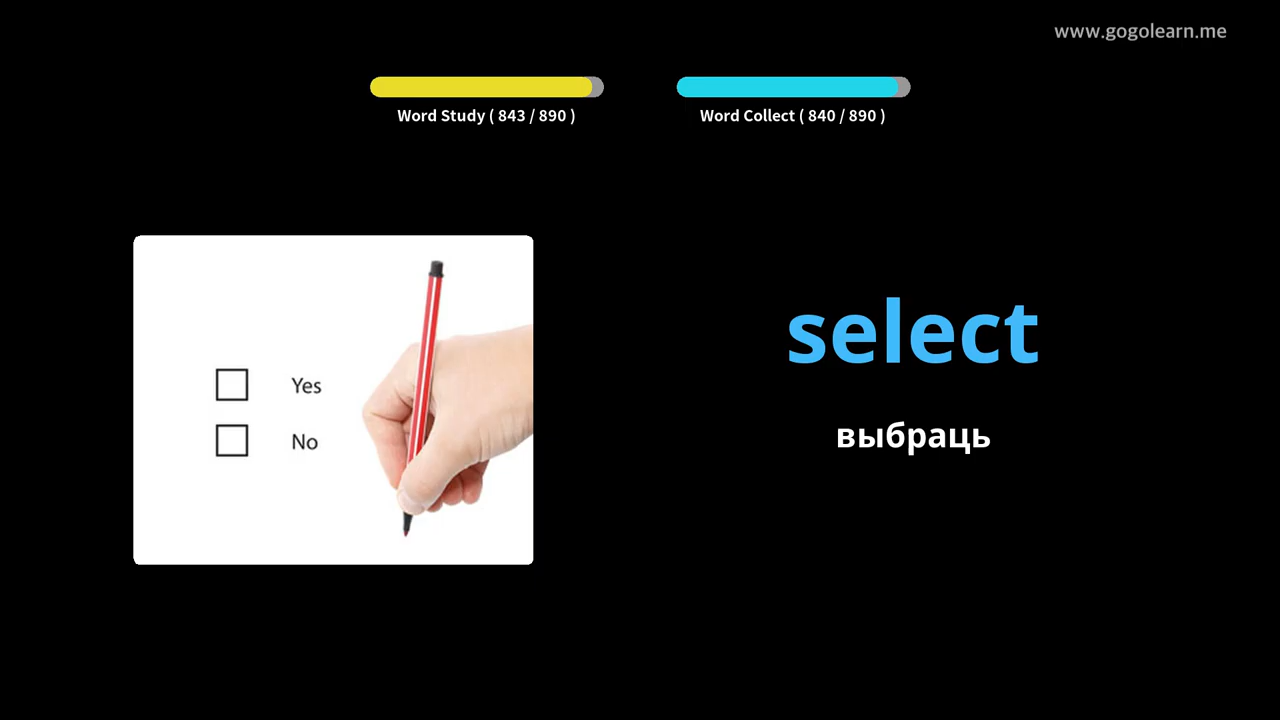 www.gogolearn.me
Word Study ( 843 / 890 )
Word Collect ( 840 / 890 )
select
выбраць
Yes
No